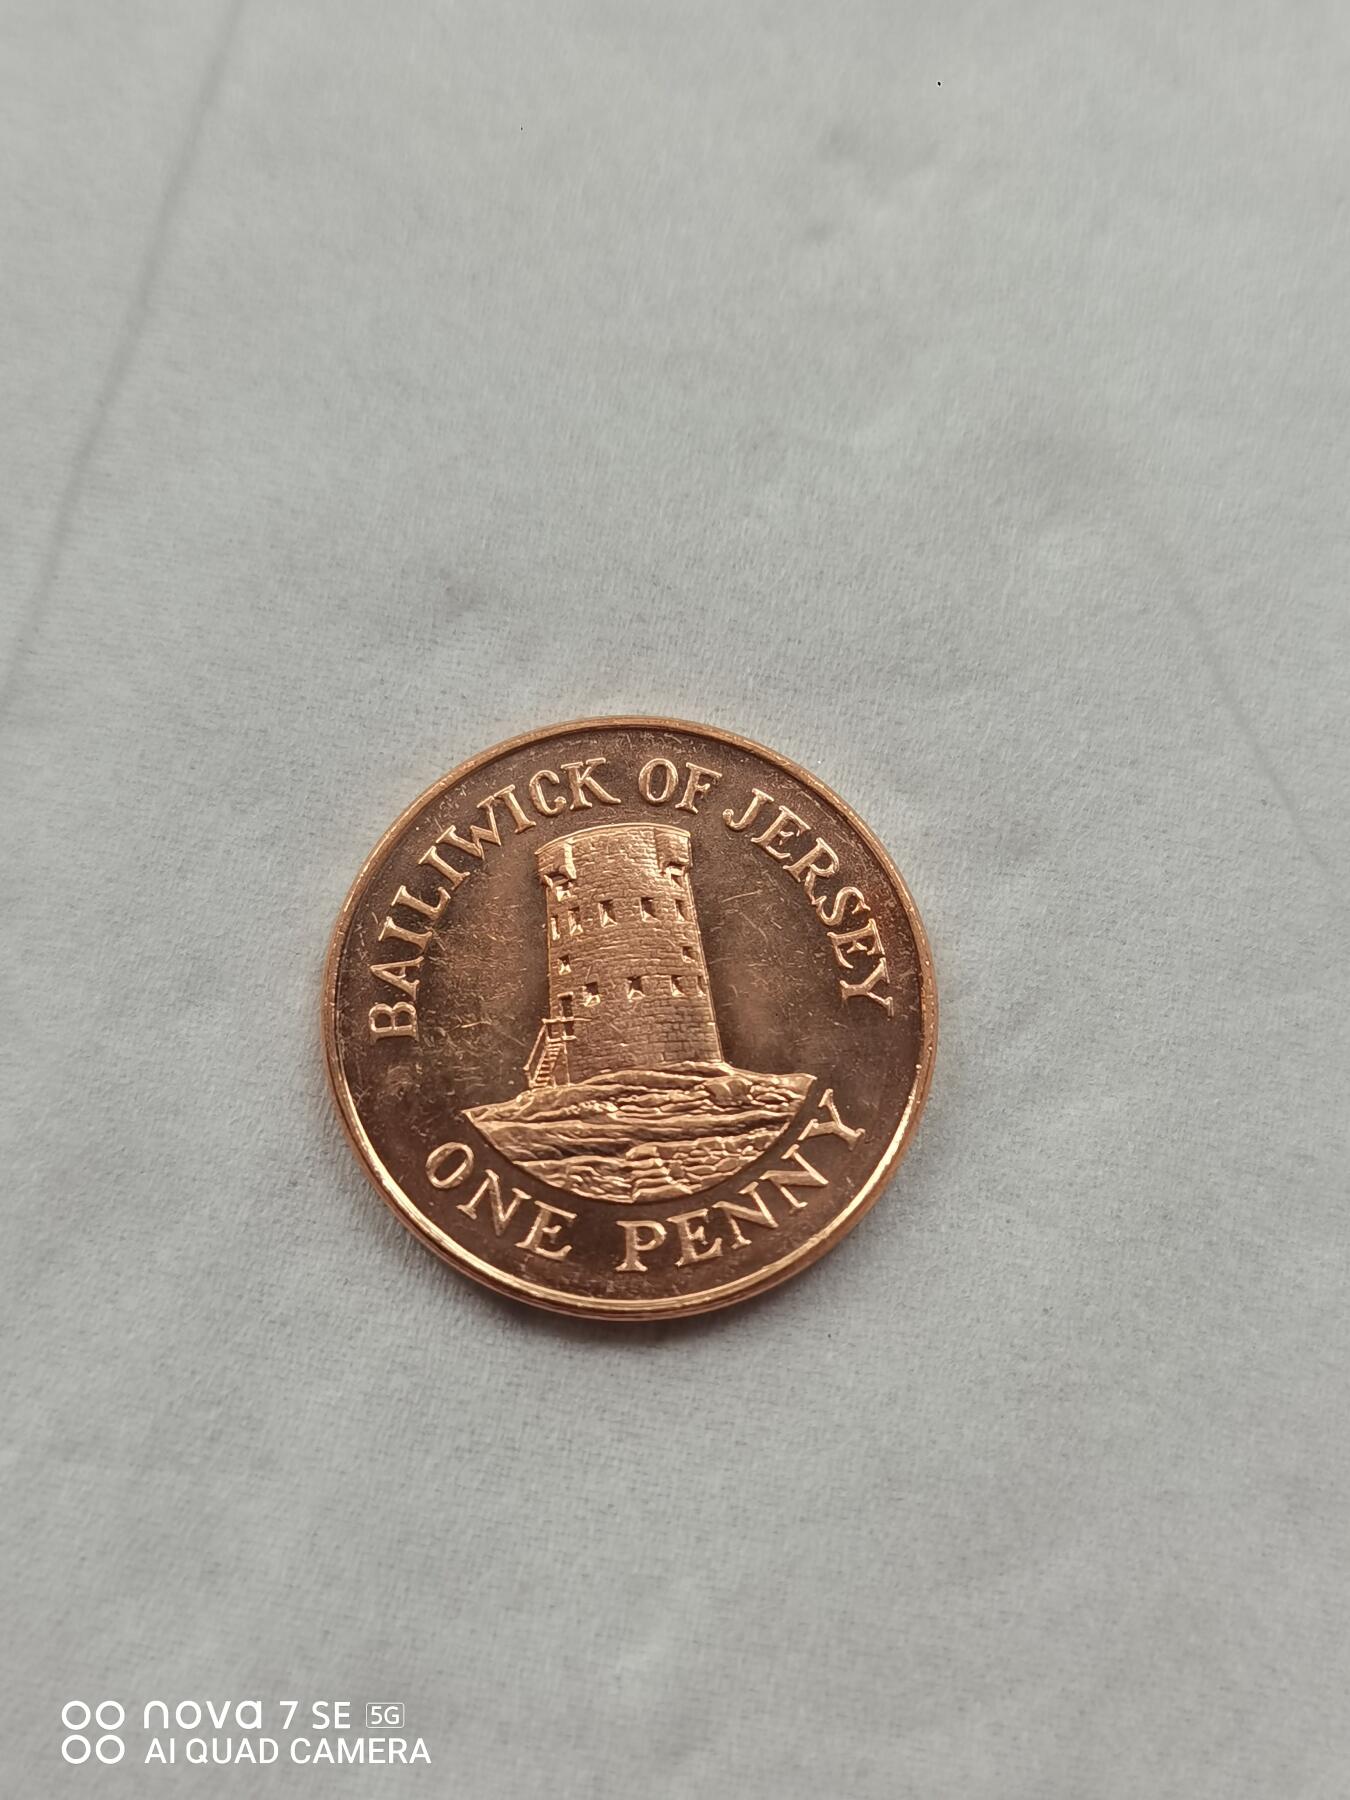 BAILIWICK OF JERSEY
ONE PENNY
nova 7 SE 5G
AI QUAD CAMERA